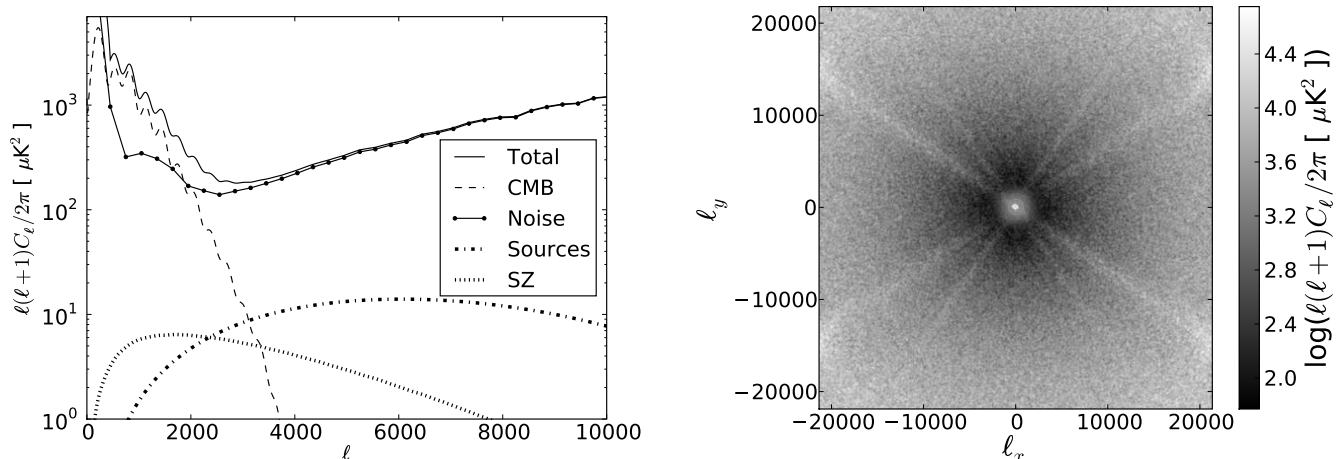 ℓ(ℓ+1)C_ℓ/2π [ μK² ]
10³
10²
10¹
10⁰
0 2000 4000 6000 8000 10000
ℓ
Total
CMB
Noise
Sources
SZ
ℓ_y
20000
10000
0
−10000
−20000
−20000 −10000 0 10000 20000
ℓ_x
4.4
4.0
3.6
3.2
2.8
2.4
2.0
log(ℓ(ℓ+1)C_ℓ/2π [ μK² ])